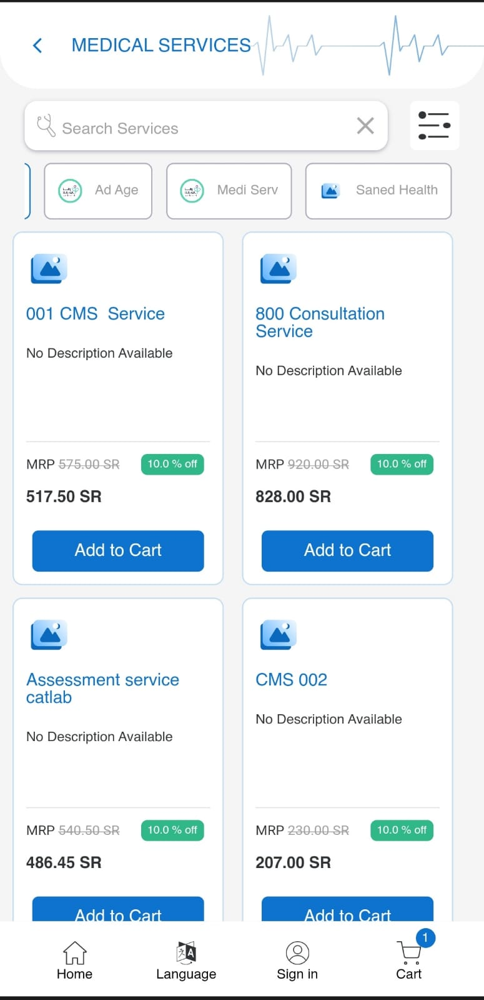 MEDICAL SERVICES
Search Services
Ad Age
Medi Serv
Saned Health
001 CMS  Service
No Description Available
MRP 575.00 SR
10.0 % off
517.50 SR
Add to Cart
800 Consultation
Service
No Description Available
MRP 920.00 SR
10.0 % off
828.00 SR
Add to Cart
Assessment service
catlab
No Description Available
MRP 540.50 SR
10.0 % off
486.45 SR
Add to Cart
CMS 002
No Description Available
MRP 230.00 SR
10.0 % off
207.00 SR
Add to Cart
Home
A
Language
Sign in
1
Cart